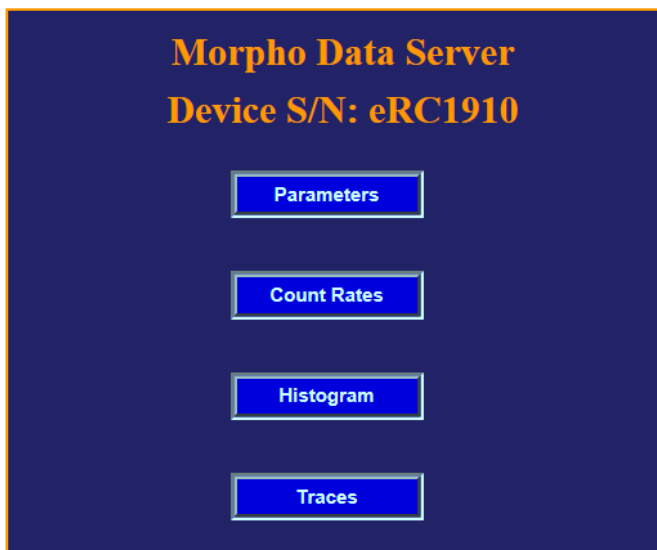 Morpho Data Server
Device S/N: eRC1910
Parameters
Count Rates
Histogram
Traces